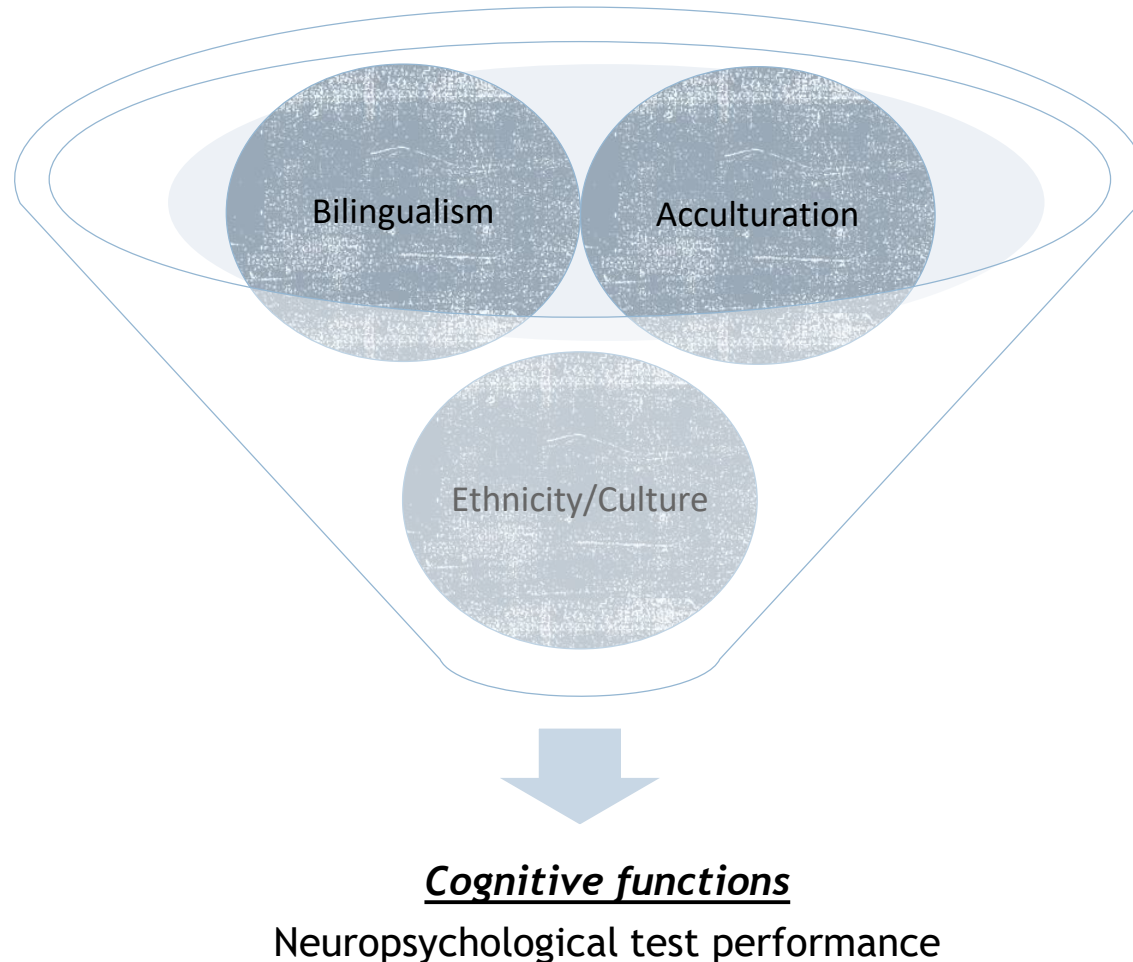 Bilingualism
Acculturation
Ethnicity/Culture
Cognitive functions
Neuropsychological test performance